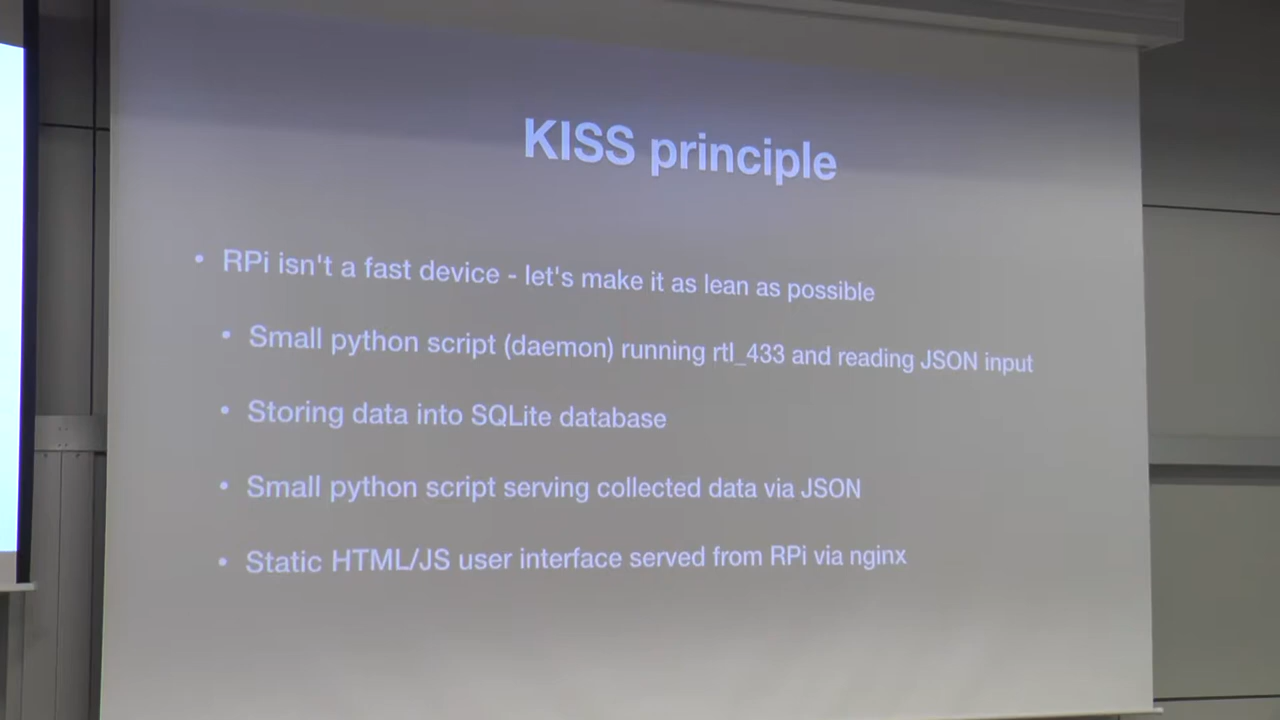 KISS principle
• RPi isn't a fast device - let's make it as lean as possible
• Small python script (daemon) running rtl_433 and reading JSON input
• Storing data into SQLite database
• Small python script serving collected data via JSON
• Static HTML/JS user interface served from RPi via nginx